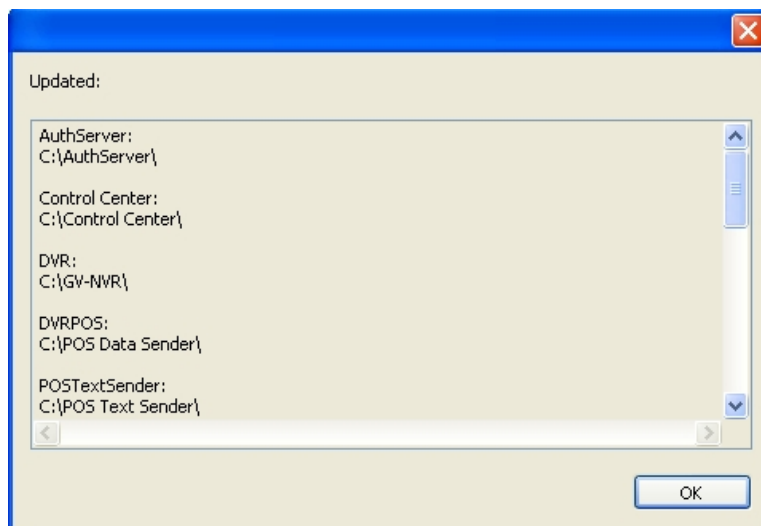 Updated:
AuthServer:
C:\AuthServer\
Control Center:
C:\Control Center\
DVR:
C:\GV-NVR\
DVRPOS:
C:\POS Data Sender\
POSTextSender:
C:\POS Text Sender\
OK